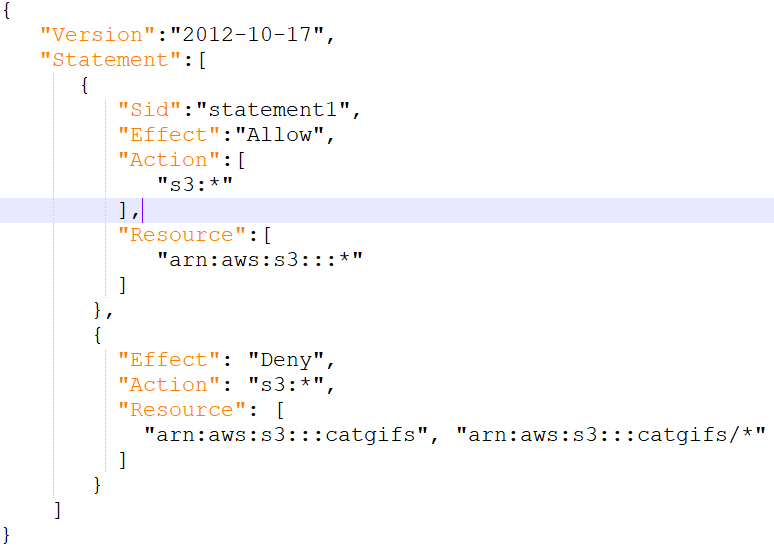 {
   "Version":"2012-10-17",
   "Statement":[
      {
         "Sid":"statement1",
         "Effect":"Allow",
         "Action":[
            "s3:*"
         ],
         "Resource":[
            "arn:aws:s3:::*"
         ]
       },
       {
         "Effect": "Deny",
         "Action": "s3:*",
         "Resource": [
           "arn:aws:s3:::catgifs", "arn:aws:s3:::catgifs/*"
         ]
       }
    ]
}